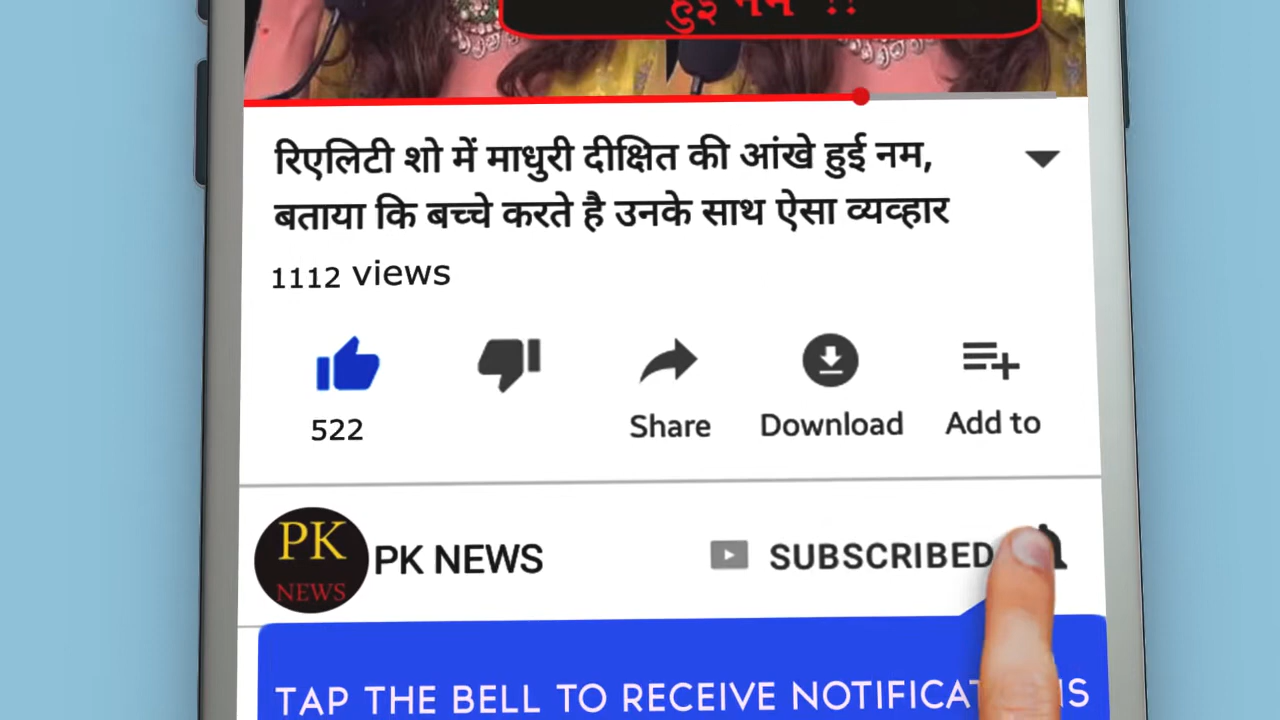 हुई नम !!
रिएलिटी शो में माधुरी दीक्षित की आंखे हुई नम,
बताया कि बच्चे करते है उनके साथ ऐसा व्यव्हार
1112 views
522
Share
Download
Add to
PK
NEWS
PK NEWS
SUBSCRIBED
TAP THE BELL TO RECEIVE